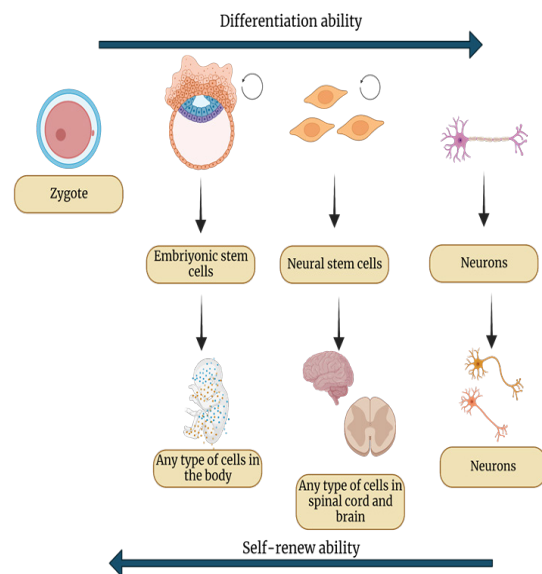 Differentiation ability
Zygote
Embriyonic stem
cells
Neural stem cells
Neurons
Any type of cells in
the body
Any type of cells in
spinal cord and
brain
Neurons
Self-renew ability